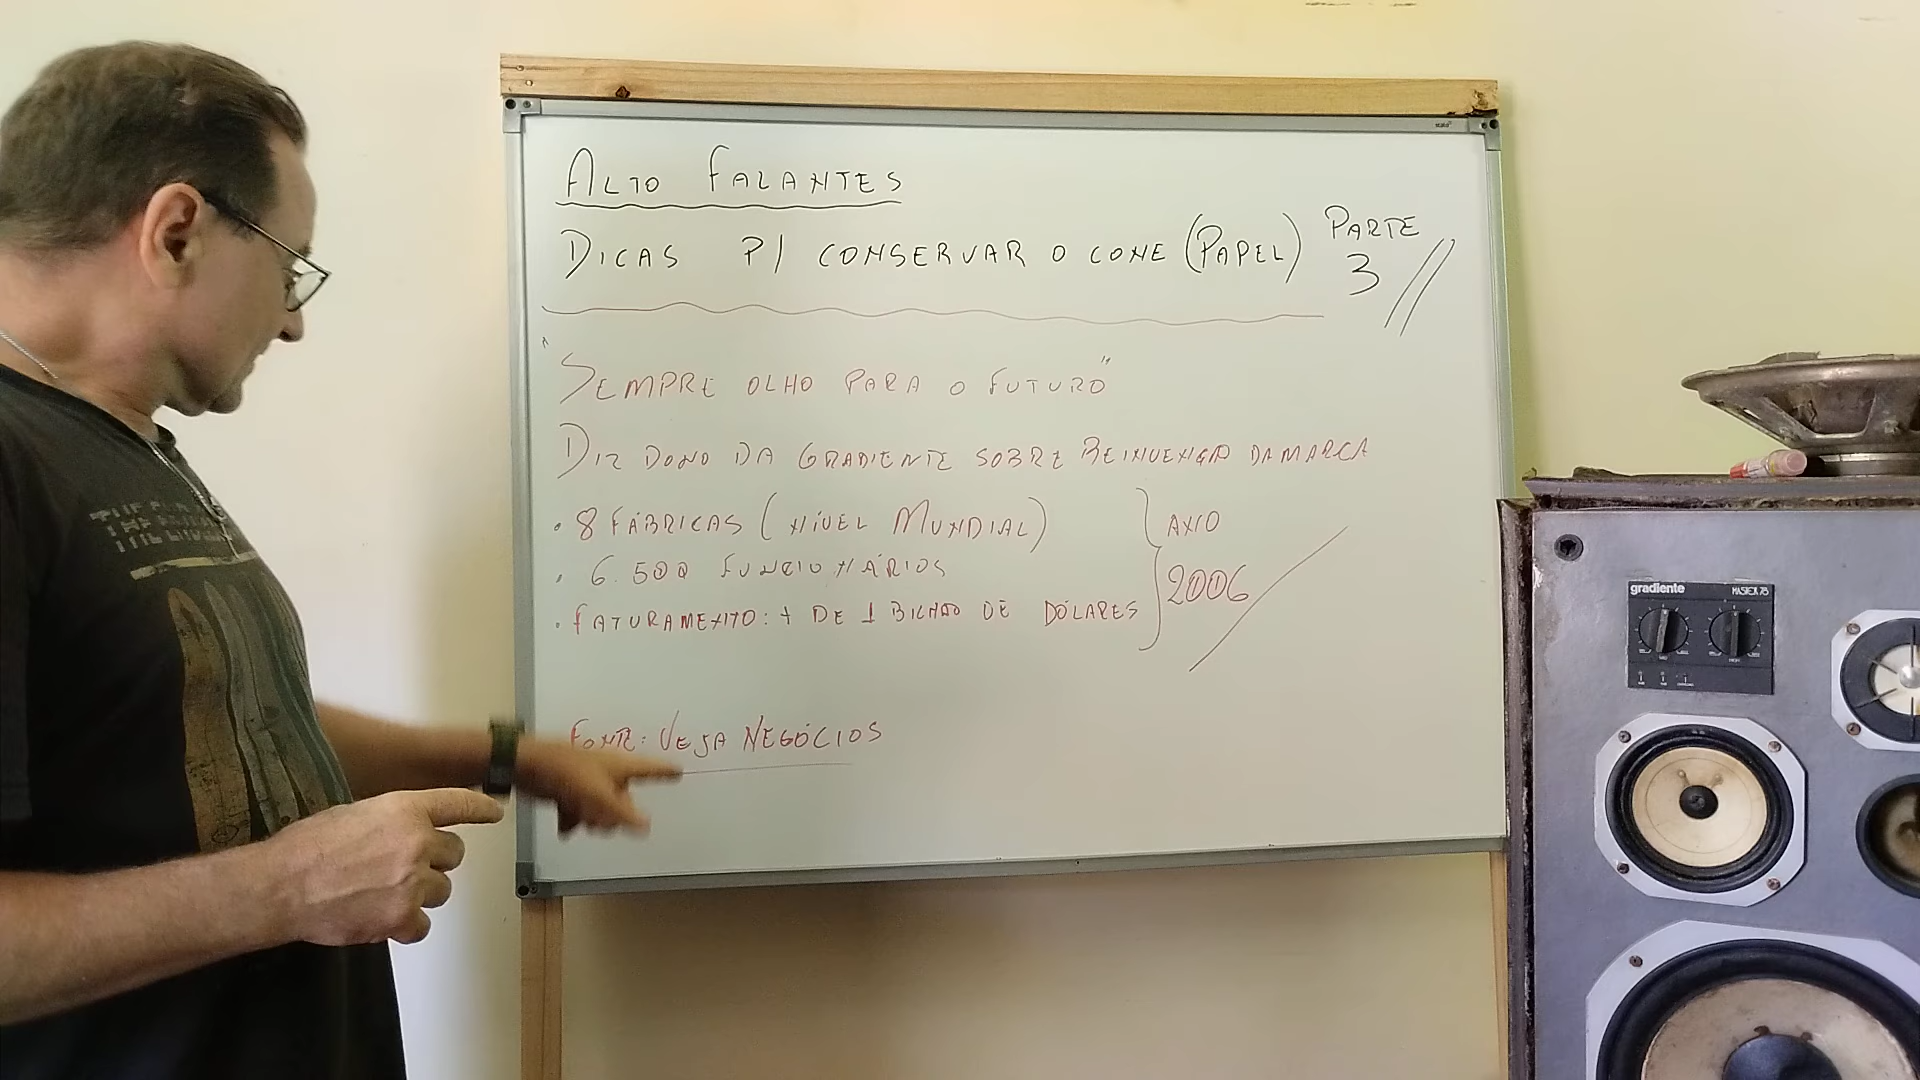 ALTO FALANTES
DICAS P/ CONSERVAR O CONE (PAPEL) PARTE 3
"SEMPRE OLHO PARA O FUTURO"
DIZ DONO DA GRADIENTE SOBRE REINVENÇÃO DA MARCA
• 8 FÁBRICAS (NÍVEL MUNDIAL)
• 6.500 FUNCIONÁRIOS
• FATURAMENTO: + DE 1 BILHÃO DE DÓLARES
ANO
2006
FONTE: VEJA NEGÓCIOS
gradiente MASTER 78